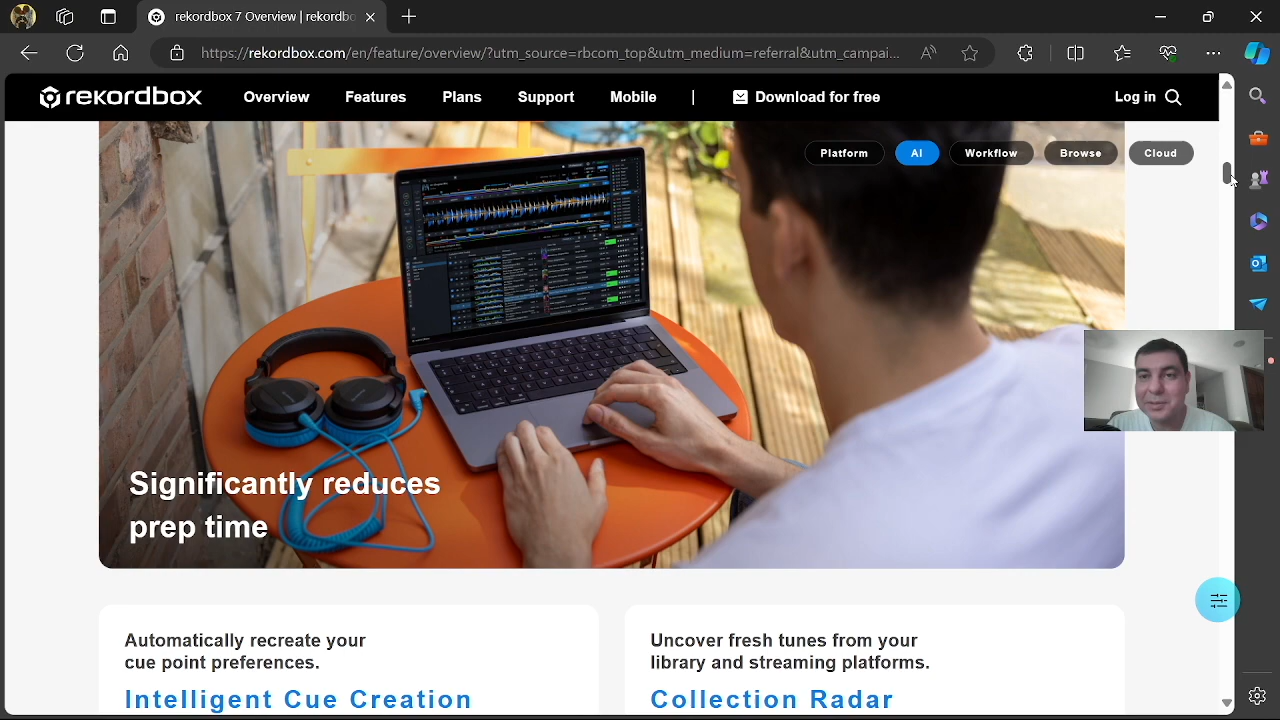 rekordbox 7 Overview | rekordbo
https://rekordbox.com/en/feature/overview/?utm_source=rbcom_top&utm_medium=referral&utm_campai...
rekordbox Overview Features Plans Support Mobile | Download for free Log in
Platform AI Workflow Browse Cloud
Significantly reduces
prep time
Automatically recreate your
cue point preferences.
Intelligent Cue Creation
Uncover fresh tunes from your
library and streaming platforms.
Collection Radar